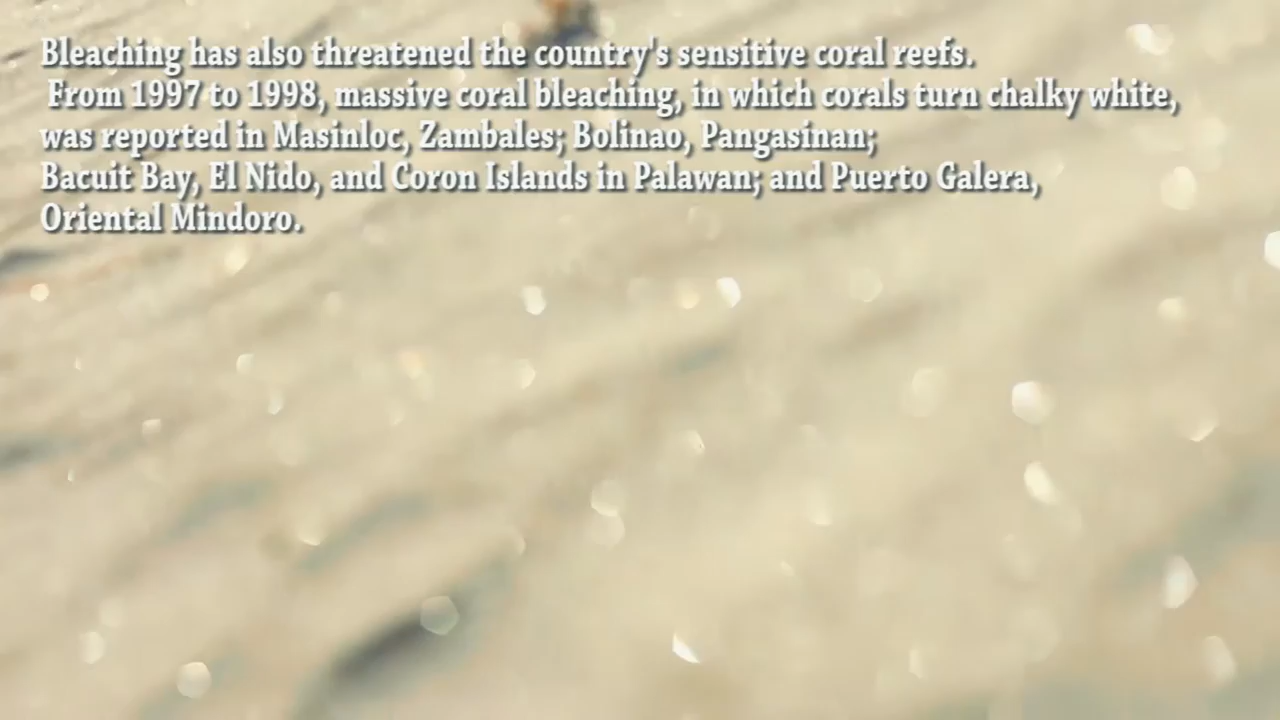 Bleaching has also threatened the country's sensitive coral reefs.
From 1997 to 1998, massive coral bleaching, in which corals turn chalky white,
was reported in Masinloc, Zambales; Bolinao, Pangasinan;
Bacuit Bay, El Nido, and Coron Islands in Palawan; and Puerto Galera,
Oriental Mindoro.